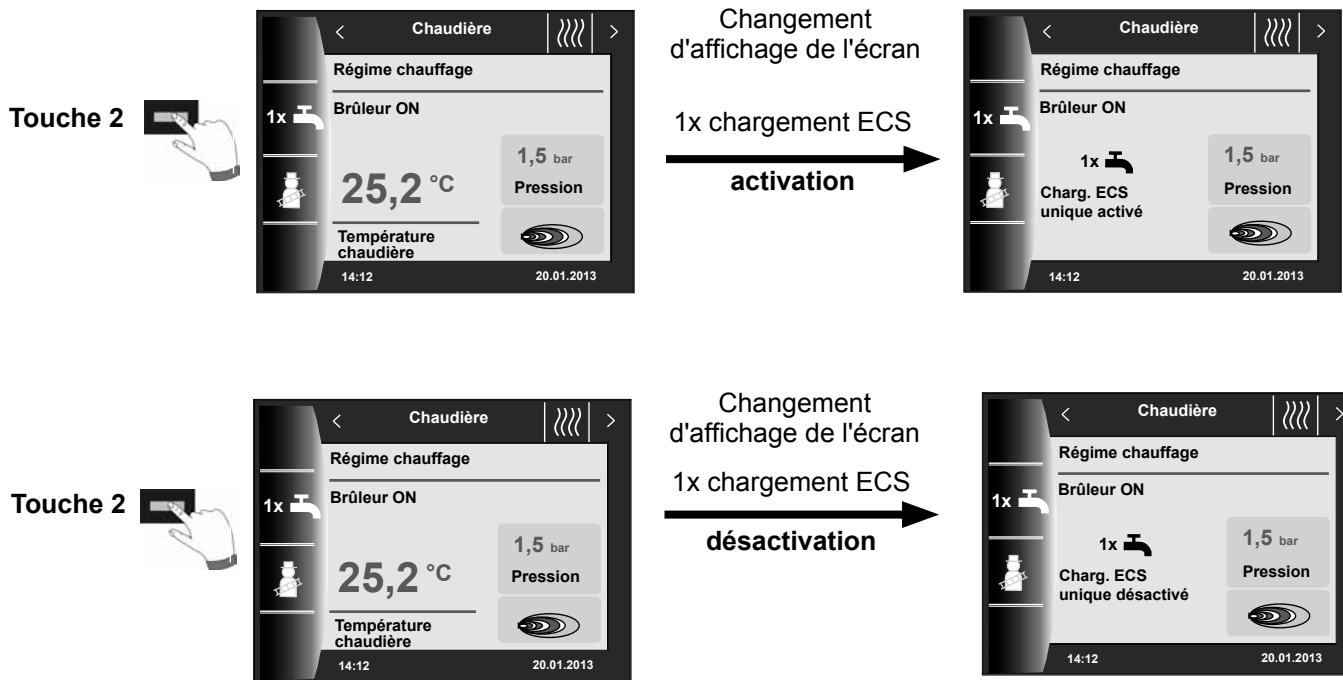 Touche 2
< Chaudière >
Régime chauffage
Brûleur ON
1x
25,2 °C
1,5 bar
Pression
Température
chaudière
14:12 20.01.2013
Changement
d'affichage de l'écran
1x chargement ECS
activation
< Chaudière >
Régime chauffage
Brûleur ON
1x
1x
Charg. ECS
unique activé
1,5 bar
Pression
14:12 20.01.2013
Touche 2
< Chaudière >
Régime chauffage
Brûleur ON
1x
25,2 °C
1,5 bar
Pression
Température
chaudière
14:12 20.01.2013
Changement
d'affichage de l'écran
1x chargement ECS
désactivation
< Chaudière >
Régime chauffage
Brûleur ON
1x
1x
Charg. ECS
unique désactivé
1,5 bar
Pression
14:12 20.01.2013